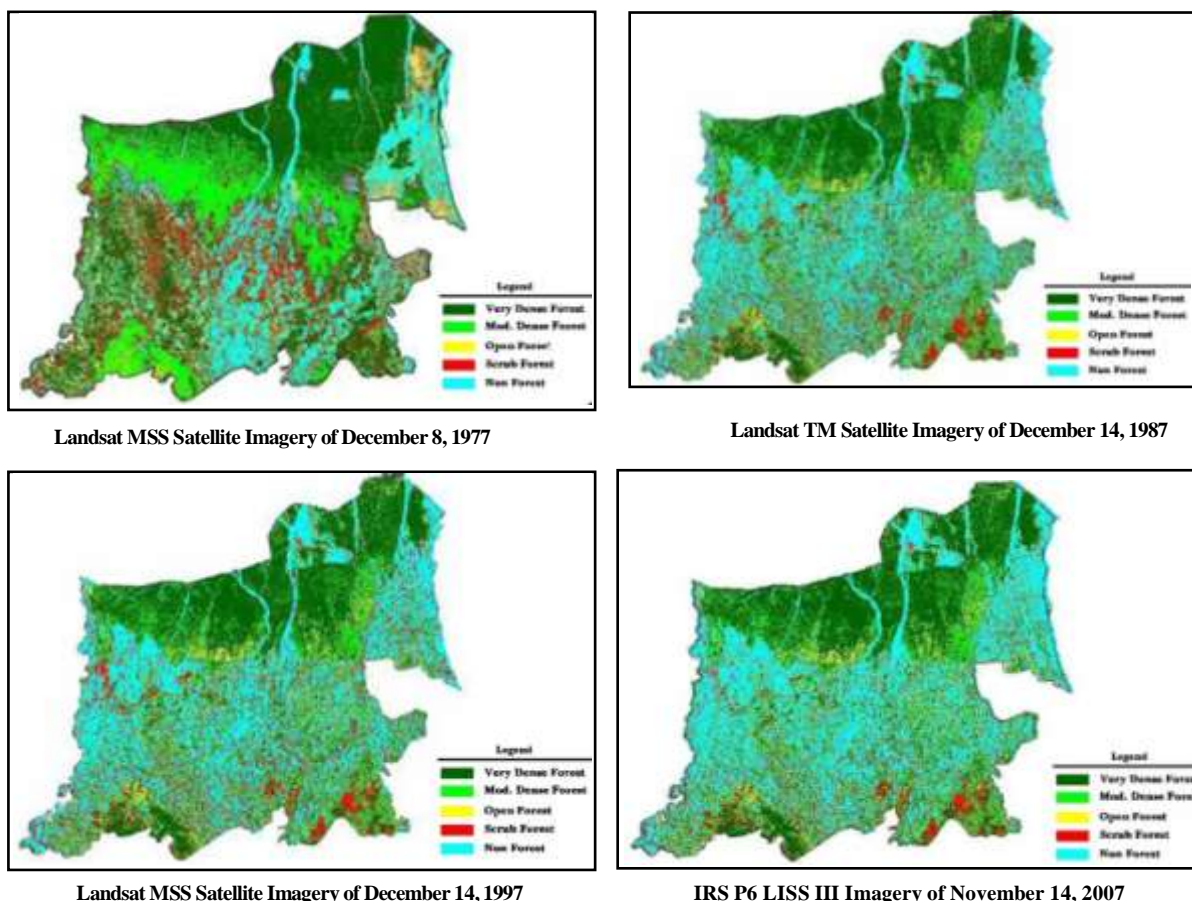 Legend
Very Dense Forest
Mod. Dense Forest
Open Forest
Scrub Forest
Non Forest
Landsat MSS Satellite Imagery of December 8, 1977
Legend
Very Dense Forest
Mod. Dense Forest
Open Forest
Scrub Forest
Non Forest
Landsat TM Satellite Imagery of December 14, 1987
Legend
Very Dense Forest
Mod. Dense Forest
Open Forest
Scrub Forest
Non Forest
Landsat MSS Satellite Imagery of December 14, 1997
Legend
Very Dense Fores
Mod. Dense Forest
Open Forest
Scrub Forest
Non Forest
IRS P6 LISS III Imagery of November 14, 2007